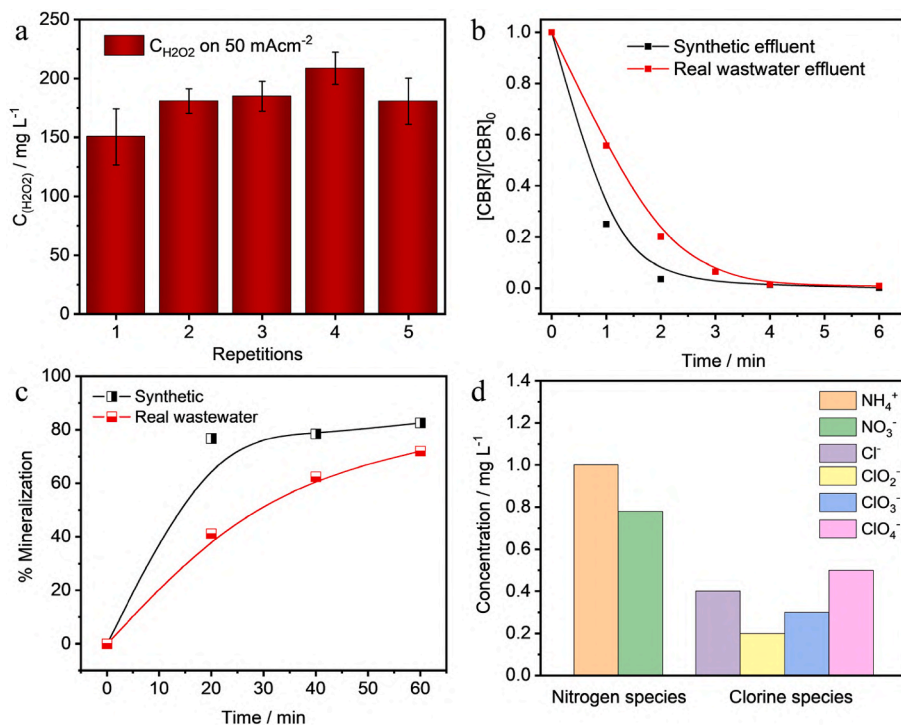 a
C_H2O2 on 50 mAcm⁻²
C_(H2O2) / mg L⁻¹
250
200
150
100
50
0
1 2 3 4 5
Repetitions
b
Synthetic effluent
Real wastwater effluent
[CBR]/[CBR]₀
1.0
0.8
0.6
0.4
0.2
0.0
0 1 2 3 4 5 6
Time / min
c
Synthetic
Real wastewater
% Mineralization
100
80
60
40
20
0
0 10 20 30 40 50 60
Time / min
d
NH₄⁺
NO₃⁻
Cl⁻
ClO₂⁻
ClO₃⁻
ClO₄⁻
Concentration / mg L⁻¹
1.4
1.2
1.0
0.8
0.6
0.4
0.2
0.0
Nitrogen species Clorine species